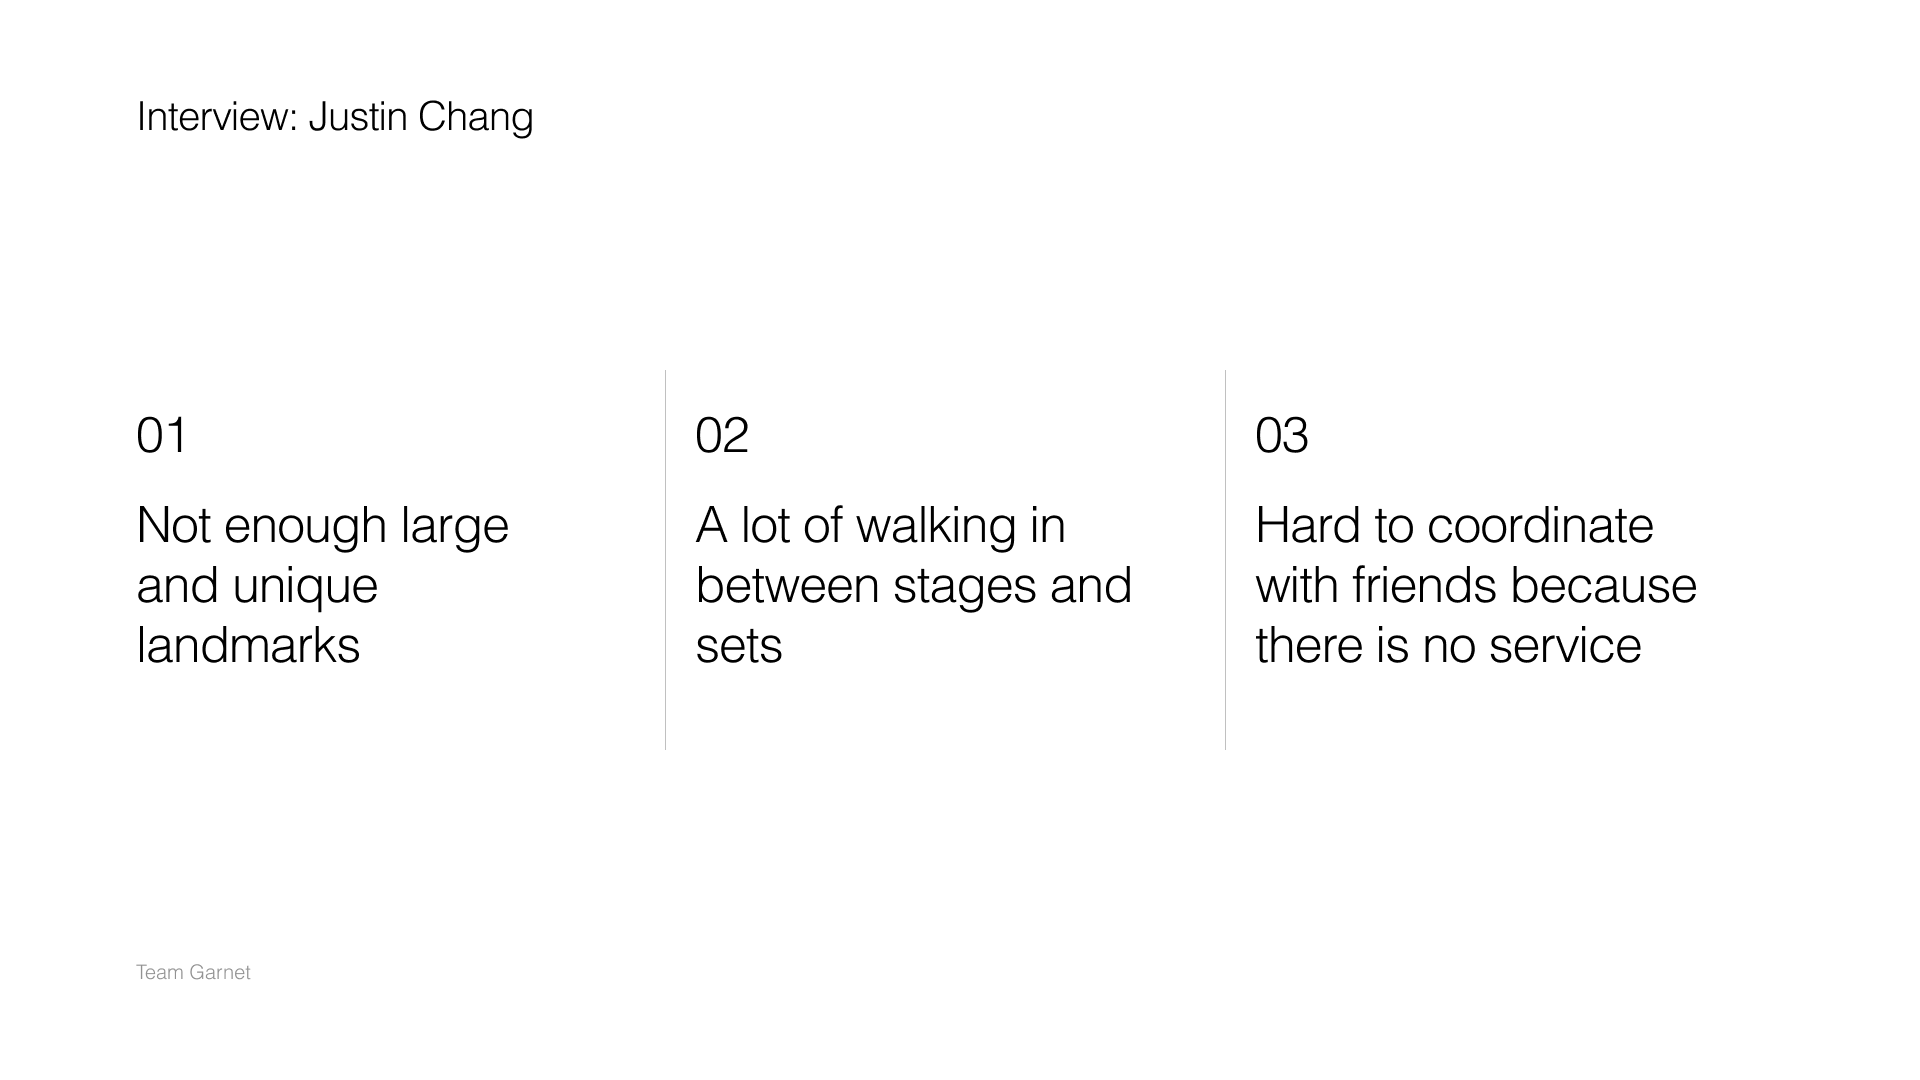 Interview: Justin Chang
01
Not enough large
and unique
landmarks
02
A lot of walking in
between stages and
sets
03
Hard to coordinate
with friends because
there is no service
Team Garnet